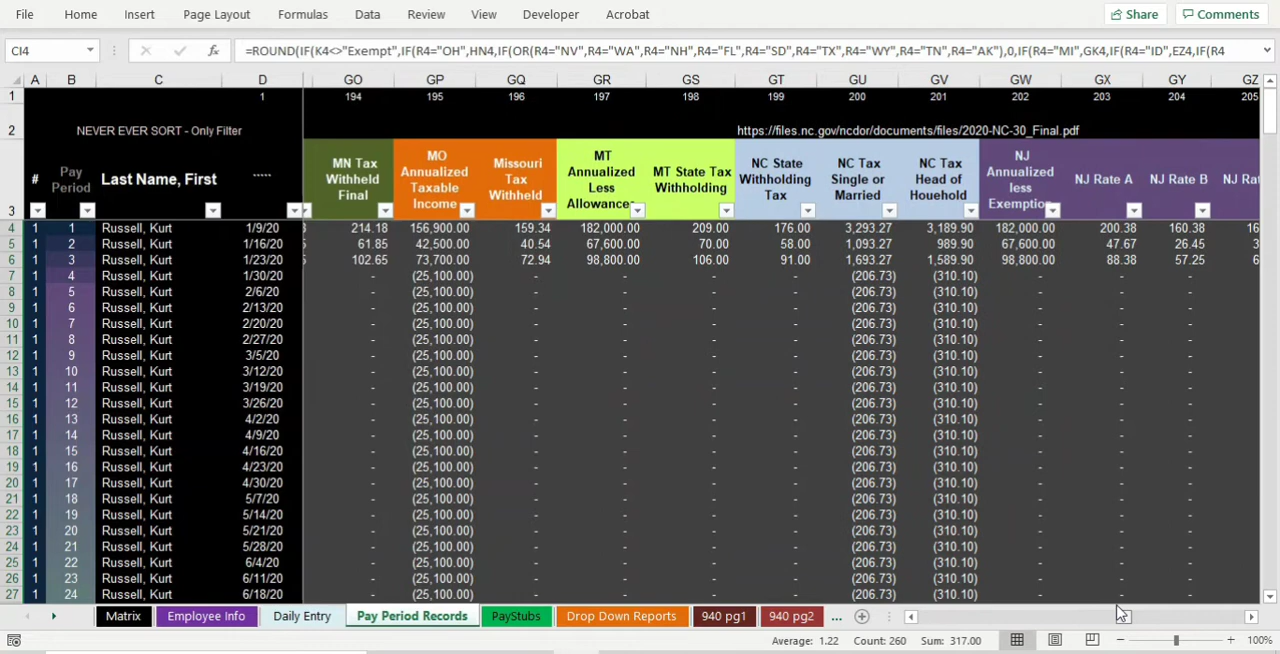 File Home Insert Page Layout Formulas Data Review View Developer Acrobat Share Comments
CI4 fx =ROUND(IF(K4<>"Exempt",IF(R4="OH",HN4,IF(OR(R4="NV",R4="WA",R4="NH",R4="FL",R4="SD",R4="TX",R4="WY",R4="TN",R4="AK"),0,IF(R4="MI",GK4,IF(R4="ID",EZ4,IF(R4
A B C D GO GP GQ GR GS GT GU GV GW GX GY GZ
1 1 194 195 196 197 198 199 200 201 202 203 204 205
2 NEVER EVER SORT - Only Filter https://files.nc.gov/ncdor/documents/files/2020-NC-30_Final.pdf
3 # Pay Period Last Name, First ----- MN Tax Withheld Final MO Annualized Taxable Income Missouri Tax Withheld MT Annualized Less Allowances MT State Tax Withholding NC State Withholding Tax NC Tax Single or Married NC Tax Head of Houehold NJ Annualized less Exemption NJ Rate A NJ Rate B NJ Rat
4 1 1 Russell, Kurt 1/9/20 3 214.18 156,900.00 159.34 182,000.00 209.00 176.00 3,293.27 3,189.90 182,000.00 200.38 160.38 16
5 1 2 Russell, Kurt 1/16/20 61.85 42,500.00 40.54 67,600.00 70.00 58.00 1,093.27 989.90 67,600.00 47.67 26.45 3
6 1 3 Russell, Kurt 1/23/20 5 102.65 73,700.00 72.94 98,800.00 106.00 91.00 1,693.27 1,589.90 98,800.00 88.38 57.25 6
7 1 4 Russell, Kurt 1/30/20 - (25,100.00) - - - - (206.73) (310.10) - - -
8 1 5 Russell, Kurt 2/6/20 - (25,100.00) - - - - (206.73) (310.10) - - -
9 1 6 Russell, Kurt 2/13/20 - (25,100.00) - - - - (206.73) (310.10) - - -
10 1 7 Russell, Kurt 2/20/20 - (25,100.00) - - - - (206.73) (310.10) - - -
11 1 8 Russell, Kurt 2/27/20 - (25,100.00) - - - - (206.73) (310.10) - - -
12 1 9 Russell, Kurt 3/5/20 - (25,100.00) - - - - (206.73) (310.10) - - -
13 1 10 Russell, Kurt 3/12/20 - (25,100.00) - - - - (206.73) (310.10) - - -
14 1 11 Russell, Kurt 3/19/20 - (25,100.00) - - - - (206.73) (310.10) - - -
15 1 12 Russell, Kurt 3/26/20 - (25,100.00) - - - - (206.73) (310.10) - - -
16 1 13 Russell, Kurt 4/2/20 - (25,100.00) - - - - (206.73) (310.10) - - -
17 1 14 Russell, Kurt 4/9/20 - (25,100.00) - - - - (206.73) (310.10) - - -
18 1 15 Russell, Kurt 4/16/20 - (25,100.00) - - - - (206.73) (310.10) - - -
19 1 16 Russell, Kurt 4/23/20 - (25,100.00) - - - - (206.73) (310.10) - - -
20 1 17 Russell, Kurt 4/30/20 - (25,100.00) - - - - (206.73) (310.10) - - -
21 1 18 Russell, Kurt 5/7/20 - (25,100.00) - - - - (206.73) (310.10) - - -
22 1 19 Russell, Kurt 5/14/20 - (25,100.00) - - - - (206.73) (310.10) - - -
23 1 20 Russell, Kurt 5/21/20 - (25,100.00) - - - - (206.73) (310.10) - - -
24 1 21 Russell, Kurt 5/28/20 - (25,100.00) - - - - (206.73) (310.10) - - -
25 1 22 Russell, Kurt 6/4/20 - (25,100.00) - - - - (206.73) (310.10) - - -
26 1 23 Russell, Kurt 6/11/20 - (25,100.00) - - - - (206.73) (310.10) - - -
27 1 24 Russell, Kurt 6/18/20 - (25,100.00) - - - - (206.73) (310.10) - - -
Matrix Employee Info Daily Entry Pay Period Records PayStubs Drop Down Reports 940 pg1 940 pg2 ...
Average: 1.22 Count: 260 Sum: 317.00 100%